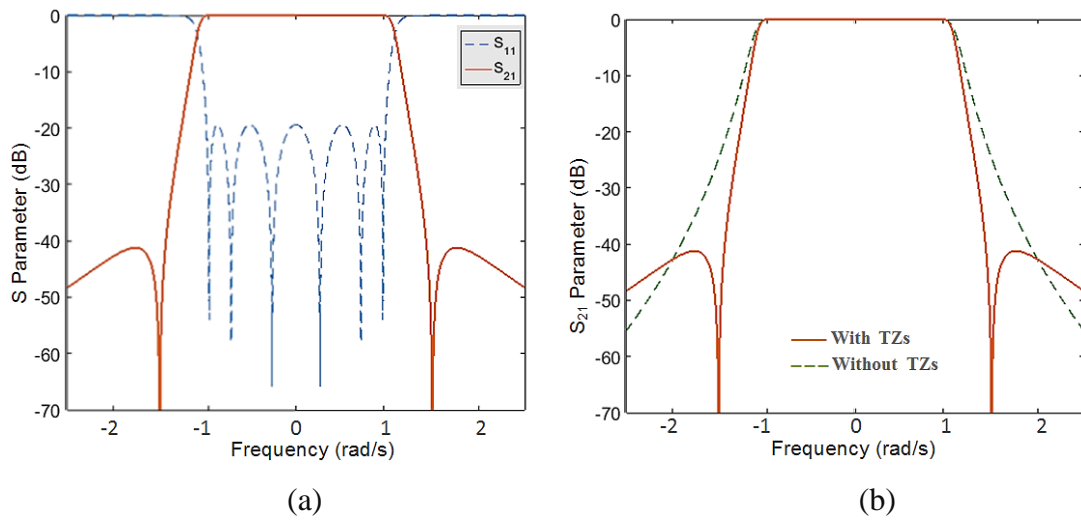 0
-10
-20
-30
-40
-50
-60
-70
S Parameter (dB)
-2
-1
0
1
2
Frequency (rad/s)
S11
S21
(a)
0
-10
-20
-30
-40
-50
-60
-70
S21 Parameter (dB)
-2
-1
0
1
2
Frequency (rad/s)
With TZs
Without TZs
(b)